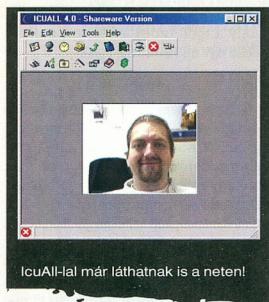 ICUALL 4.0 - Shareware Version
File Edit View Tools Help
IcuAll-lal már láthatnak is a neten!